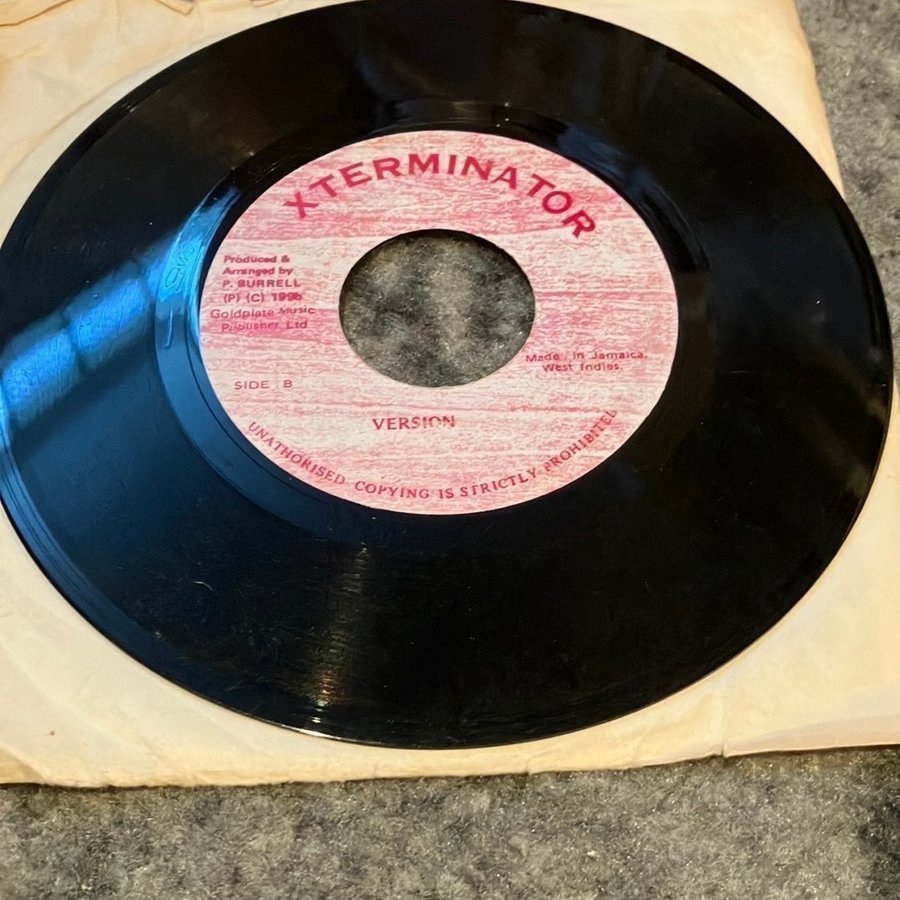 XTERMINATOR
Produced &
Arranged by
P. BURRELL
(P) (C) 1995
Goldplate Music
Publisher Ltd
Made in Jamaica,
West Indies.
SIDE B
VERSION
UNATHORISED COPYING IS STRICTLY PROHIBITED